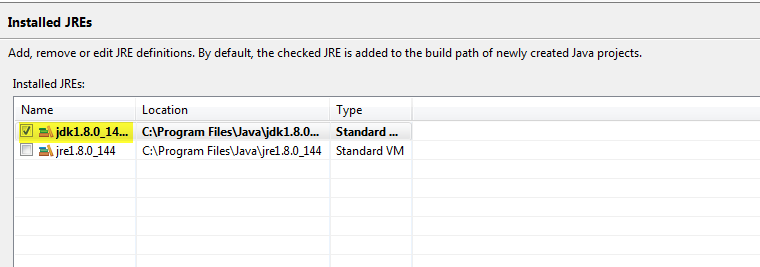 Installed JREs
Add, remove or edit JRE definitions. By default, the checked JRE is added to the build path of newly created Java projects.
Installed JREs:
Name Location Type
jdk1.8.0_14... C:\Program Files\Java\jdk1.8.0... Standard ...
jre1.8.0_144 C:\Program Files\Java\jre1.8.0_144 Standard VM